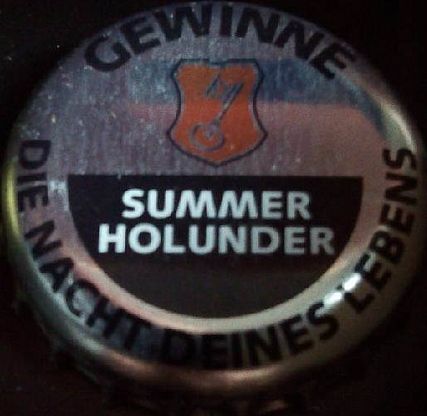 GEWINNE
SUMMER
HOLUNDER
DIE NACHT DEINES LEBENS